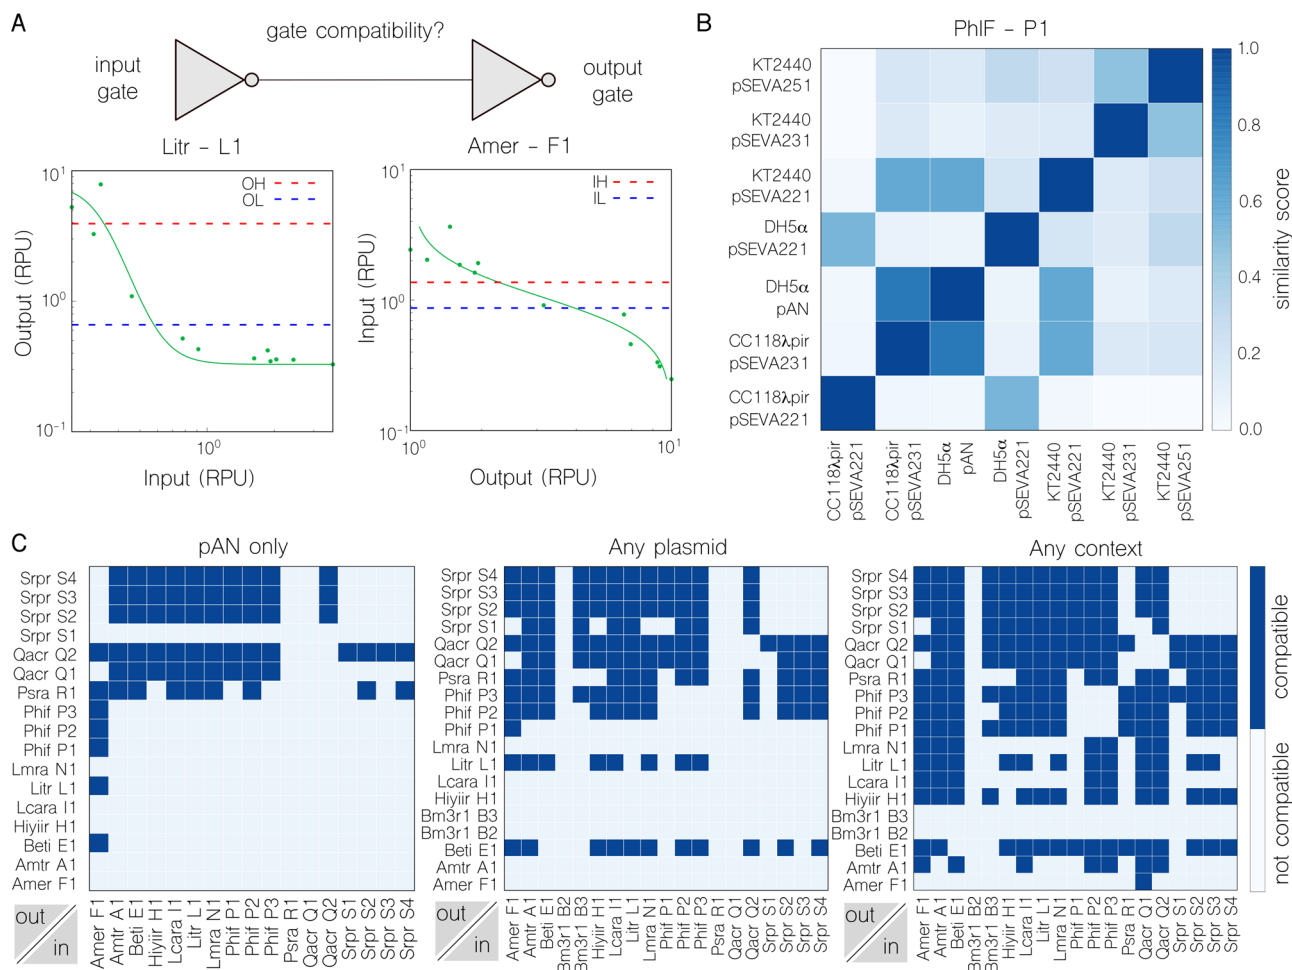 A
gate compatibility?
input
gate
output
gate
Litr – L1
Amer – F1
10¹
10⁰
10⁻¹
10⁰
Output (RPU)
Input (RPU)
OH
OL
10¹
10⁰
10⁻¹
10⁰
10¹
Input (RPU)
Output (RPU)
IH
IL
B
PhlF – P1
KT2440
pSEVA251
KT2440
pSEVA231
KT2440
pSEVA221
DH5α
pSEVA221
DH5α
pAN
CC118λpir
pSEVA231
CC118λpir
pSEVA221
CC118λpir
pSEVA221
CC118λpir
pSEVA231
DH5α
pAN
DH5α
pSEVA221
KT2440
pSEVA221
KT2440
pSEVA231
KT2440
pSEVA251
1.0
0.8
0.6
0.4
0.2
0.0
similarity score
C
pAN only
Srpr S4
Srpr S3
Srpr S2
Srpr S1
Qacr Q2
Qacr Q1
Psra R1
Phif P3
Phif P2
Phif P1
Lmra N1
Litr L1
Lcara I1
Hiyiir H1
Beti E1
Amtr A1
Amer F1
out
in
Amer F1
Amtr A1
Beti E1
Hiyiir H1
Lcara I1
Litr L1
Lmra N1
Phif P1
Phif P2
Phif P3
Psra R1
Qacr Q1
Qacr Q2
Srpr S1
Srpr S2
Srpr S3
Srpr S4
Any plasmid
Srpr S4
Srpr S3
Srpr S2
Srpr S1
Qacr Q2
Qacr Q1
Psra R1
Phif P3
Phif P2
Phif P1
Lmra N1
Litr L1
Lcara I1
Hiyiir H1
Bm3r1 B3
Bm3r1 B2
Beti E1
Amtr A1
Amer F1
out
in
Amer F1
Amtr A1
Beti E1
Bm3r1 B2
Bm3r1 B3
Hiyiir H1
Lcara I1
Litr L1
Lmra N1
Phif P1
Phif P2
Phif P3
Psra R1
Qacr Q1
Qacr Q2
Srpr S1
Srpr S2
Srpr S3
Srpr S4
Any context
Srpr S4
Srpr S3
Srpr S2
Srpr S1
Qacr Q2
Qacr Q1
Psra R1
Phif P3
Phif P2
Phif P1
Lmra N1
Litr L1
Lcara I1
Hiyiir H1
Bm3r1 B3
Bm3r1 B2
Beti E1
Amtr A1
Amer F1
out
in
Amer F1
Amtr A1
Beti E1
Bm3r1 B2
Bm3r1 B3
Hiyiir H1
Lcara I1
Litr L1
Lmra N1
Phif P1
Phif P2
Phif P3
Psra R1
Qacr Q1
Qacr Q2
Srpr S1
Srpr S2
Srpr S3
Srpr S4
compatible
not compatible